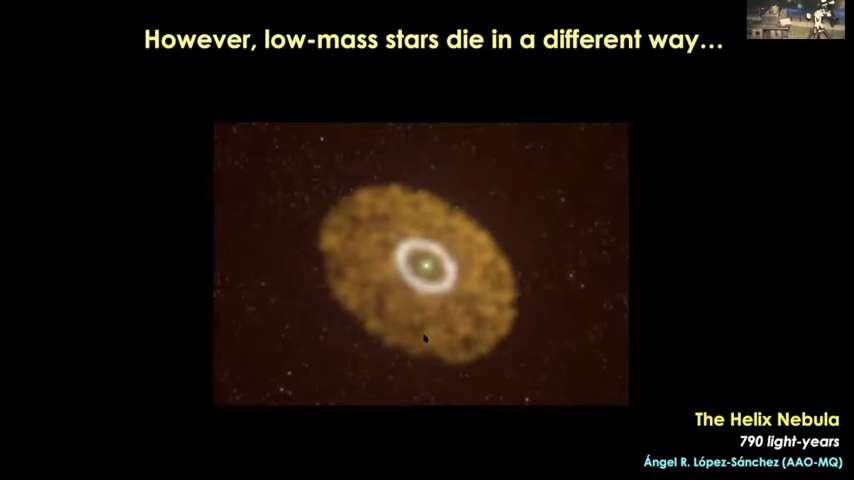 However, low-mass stars die in a different way...
The Helix Nebula
790 light-years
Ángel R. López-Sánchez (AAO-MQ)